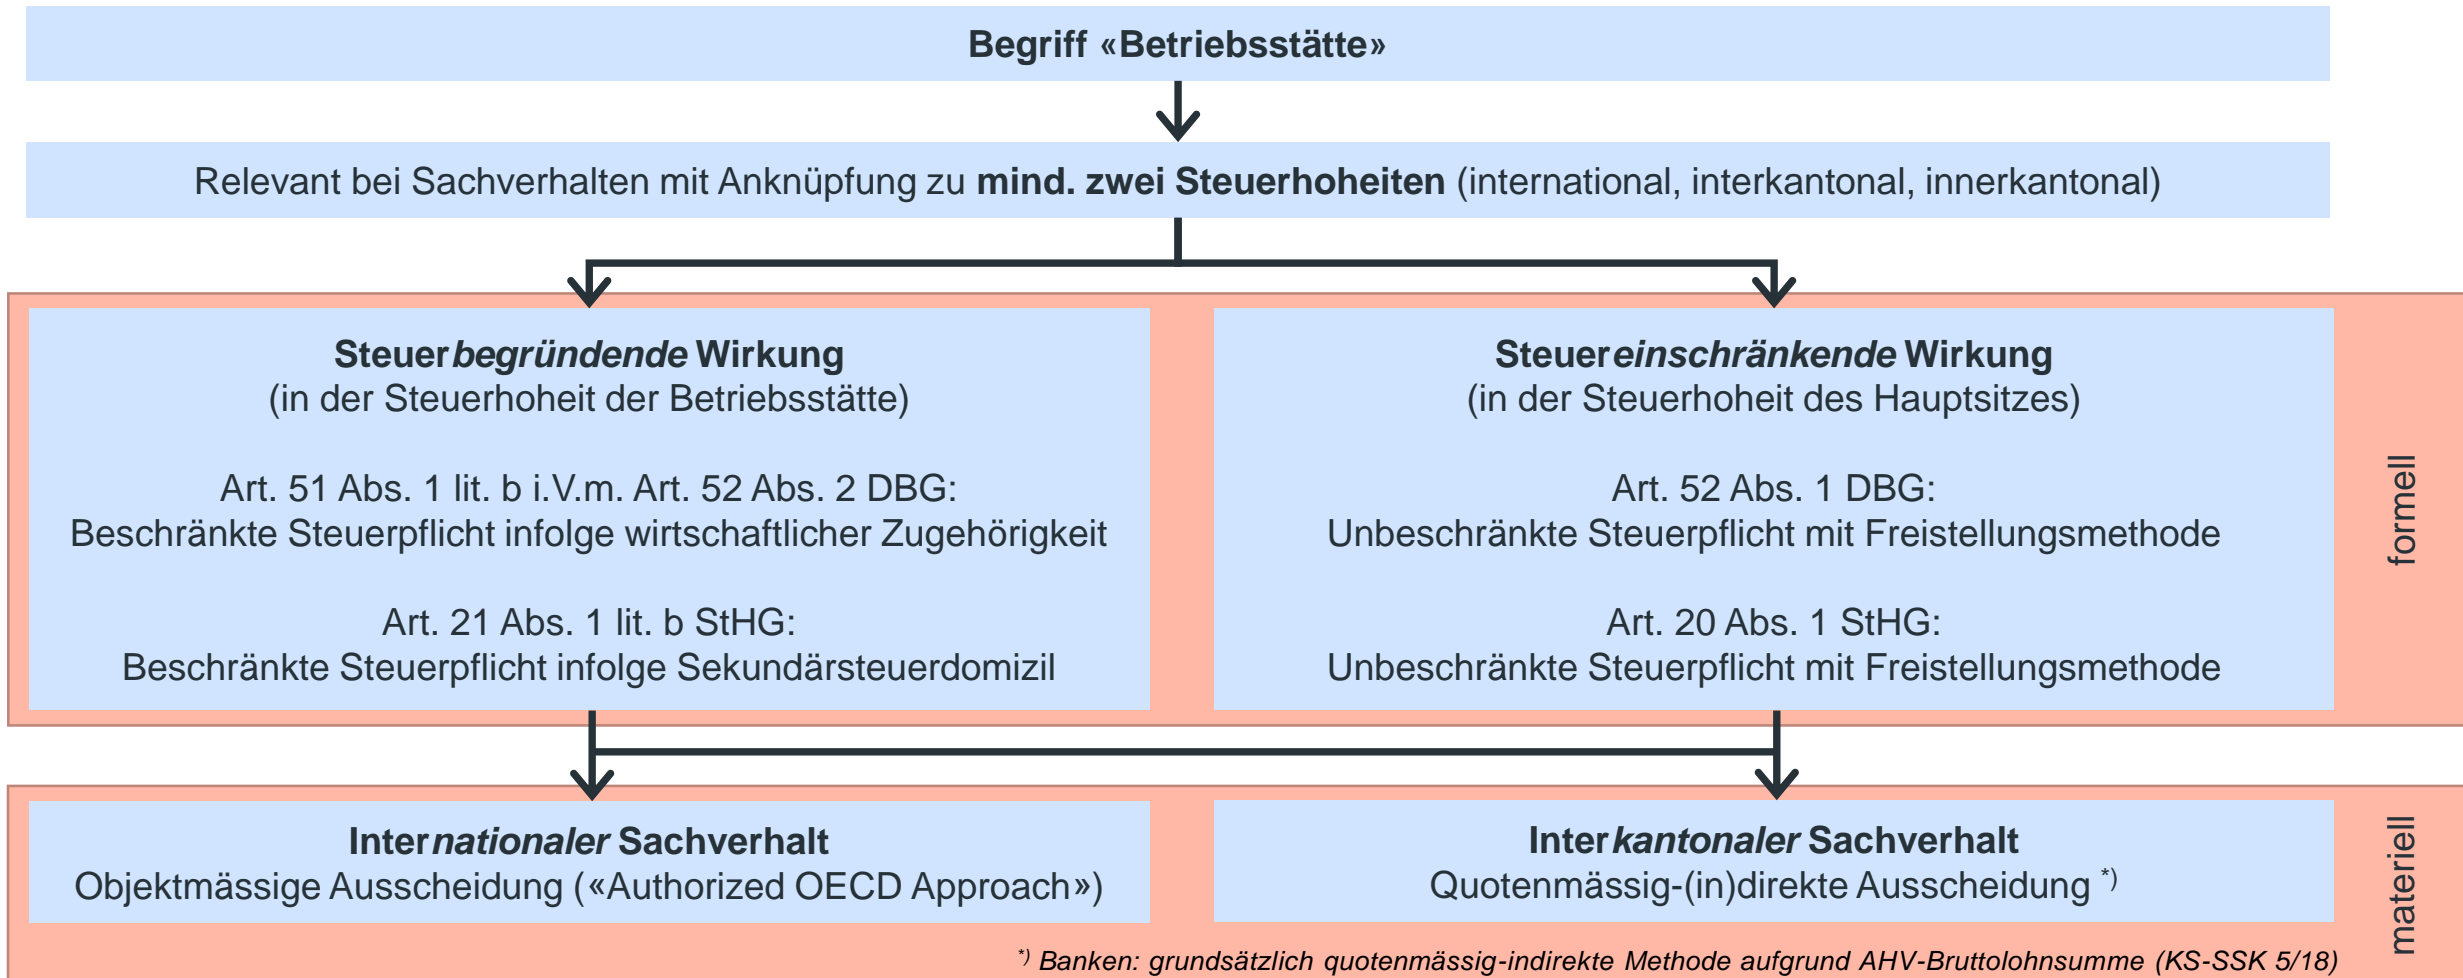 Begriff «Betriebsstätte»
Relevant bei Sachverhalten mit Anknüpfung zu mind. zwei Steuerhoheiten (international, interkantonal, innerkantonal)
Steuerbegründende Wirkung
(in der Steuerhoheit der Betriebsstätte)
Art. 51 Abs. 1 lit. b i.V.m. Art. 52 Abs. 2 DBG:
Beschränkte Steuerpflicht infolge wirtschaftlicher Zugehörigkeit
Art. 21 Abs. 1 lit. b StHG:
Beschränkte Steuerpflicht infolge Sekundärsteuerdomizil
Steuereinschränkende Wirkung
(in der Steuerhoheit des Hauptsitzes)
Art. 52 Abs. 1 DBG:
Unbeschränkte Steuerpflicht mit Freistellungsmethode
Art. 20 Abs. 1 StHG:
Unbeschränkte Steuerpflicht mit Freistellungsmethode
formell
Internationaler Sachverhalt
Objektmässige Ausscheidung («Authorized OECD Approach»)
Interkantonaler Sachverhalt
Quotenmässig-(in)direkte Ausscheidung *)
materiell
*) Banken: grundsätzlich quotenmässig-indirekte Methode aufgrund AHV-Bruttolohnsumme (KS-SSK 5/18)